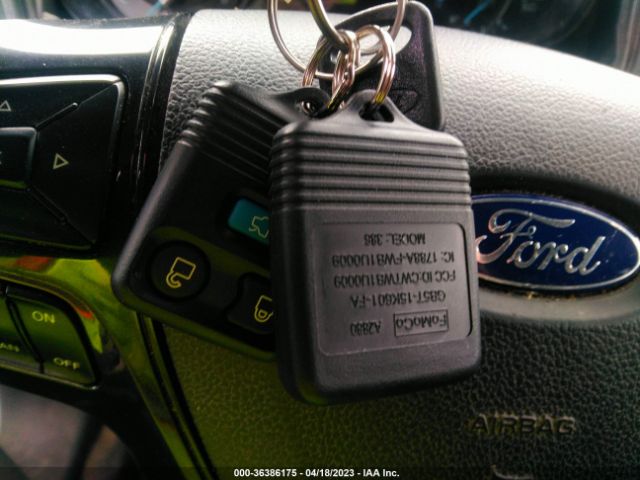 FoMoCo A2880
GB5T-15K601-FA
FCC ID:CWTWB1U0009
IC: 1788A-FWB1U0009
MODEL: 386
Ford
ON
OFF
AIRBAG
000-36386175 - 04/18/2023 - IAA Inc.